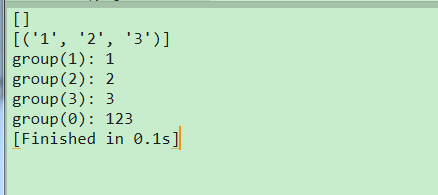 []
[('1', '2', '3')]
group(1): 1
group(2): 2
group(3): 3
group(0): 123
[Finished in 0.1s]